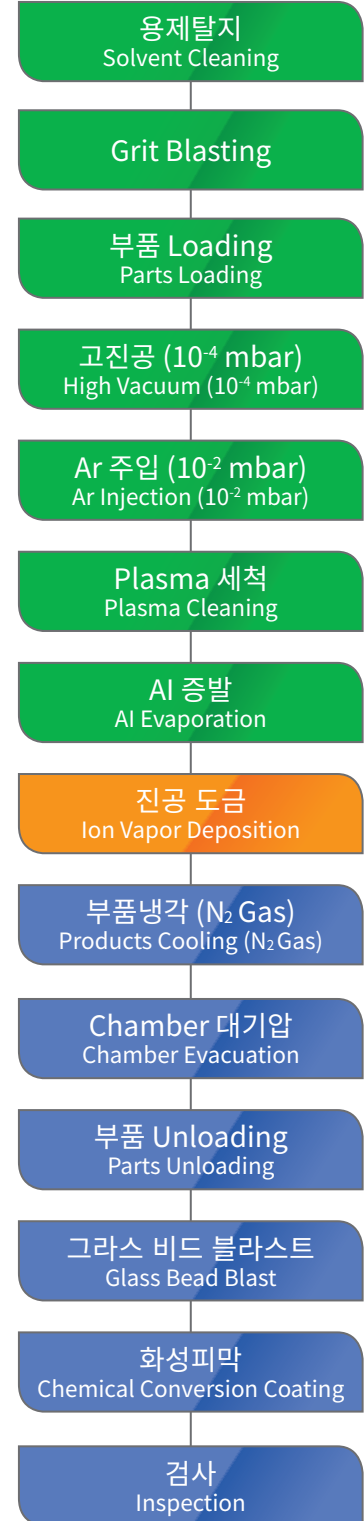 용제탈지
Solvent Cleaning
Grit Blasting
부품 Loading
Parts Loading
고진공 (10⁻⁴ mbar)
High Vacuum (10⁻⁴ mbar)
Ar 주입 (10⁻² mbar)
Ar Injection (10⁻² mbar)
Plasma 세척
Plasma Cleaning
AI 증발
AI Evaporation
진공 도금
Ion Vapor Deposition
부품냉각 (N₂ Gas)
Products Cooling (N₂ Gas)
Chamber 대기압
Chamber Evacuation
부품 Unloading
Parts Unloading
그라스 비드 블라스트
Glass Bead Blast
화성피막
Chemical Conversion Coating
검사
Inspection